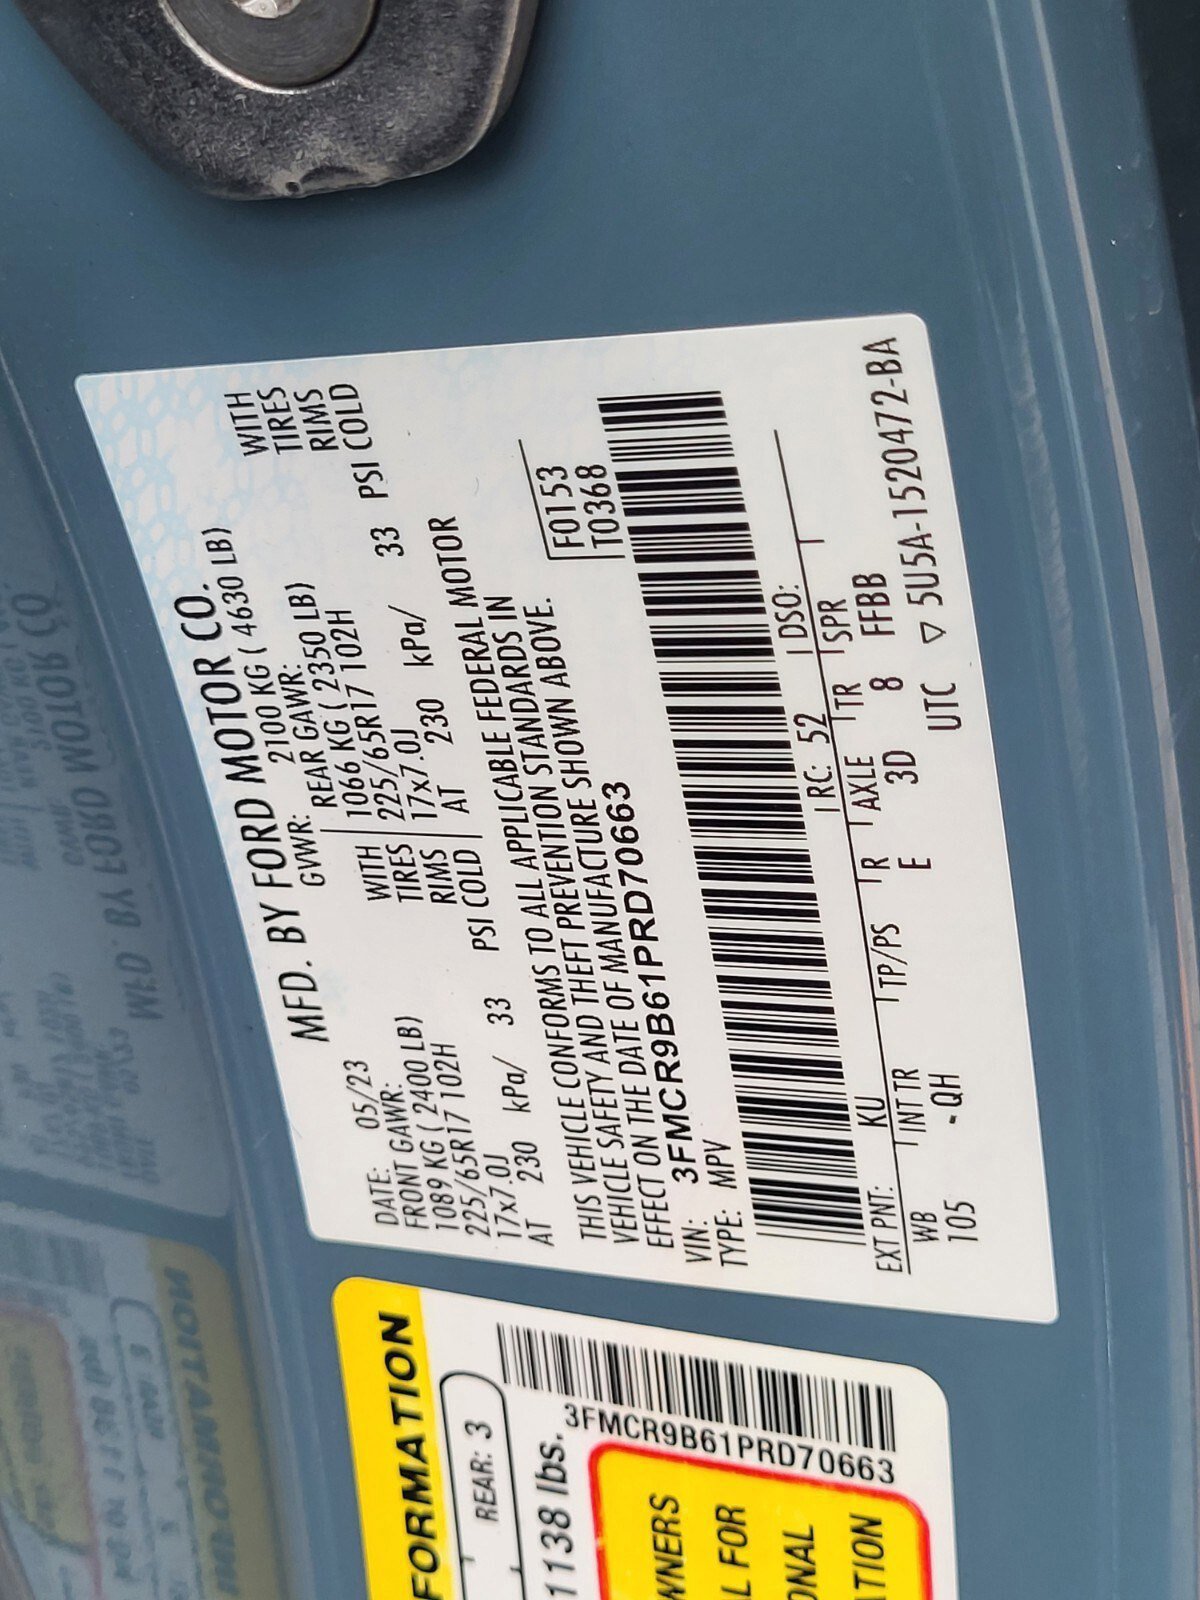 MFD. BY FORD MOTOR CO.
DATE: 05/23 GVWR: 2100 KG ( 4630 LB)
FRONT GAWR: REAR GAWR:
1089 KG ( 2400 LB) WITH 1066 KG ( 2350 LB) WITH
225/65R17 102H TIRES 225/65R17 102H TIRES
17x7.0J RIMS 17x7.0J RIMS
AT 230 kPa/ 33 PSI COLD AT 230 kPa/ 33 PSI COLD
THIS VEHICLE CONFORMS TO ALL APPLICABLE FEDERAL MOTOR
VEHICLE SAFETY AND THEFT PREVENTION STANDARDS IN
EFFECT ON THE DATE OF MANUFACTURE SHOWN ABOVE.
VIN: 3FMCR9B61PRD70663 F0153
TYPE: MPV T0368
EXT PNT: KU RC: 52 DSO:
WB INT TR TP/PS R AXLE TR SPR
105 -QH E 3D 8 FFBB
UTC ▽ 5U5A-1520472-BA
FORMATION
REAR: 3
1138 lbs.
3FMCR9B61PRD70663
WNERS
L FOR
ONAL
ATION